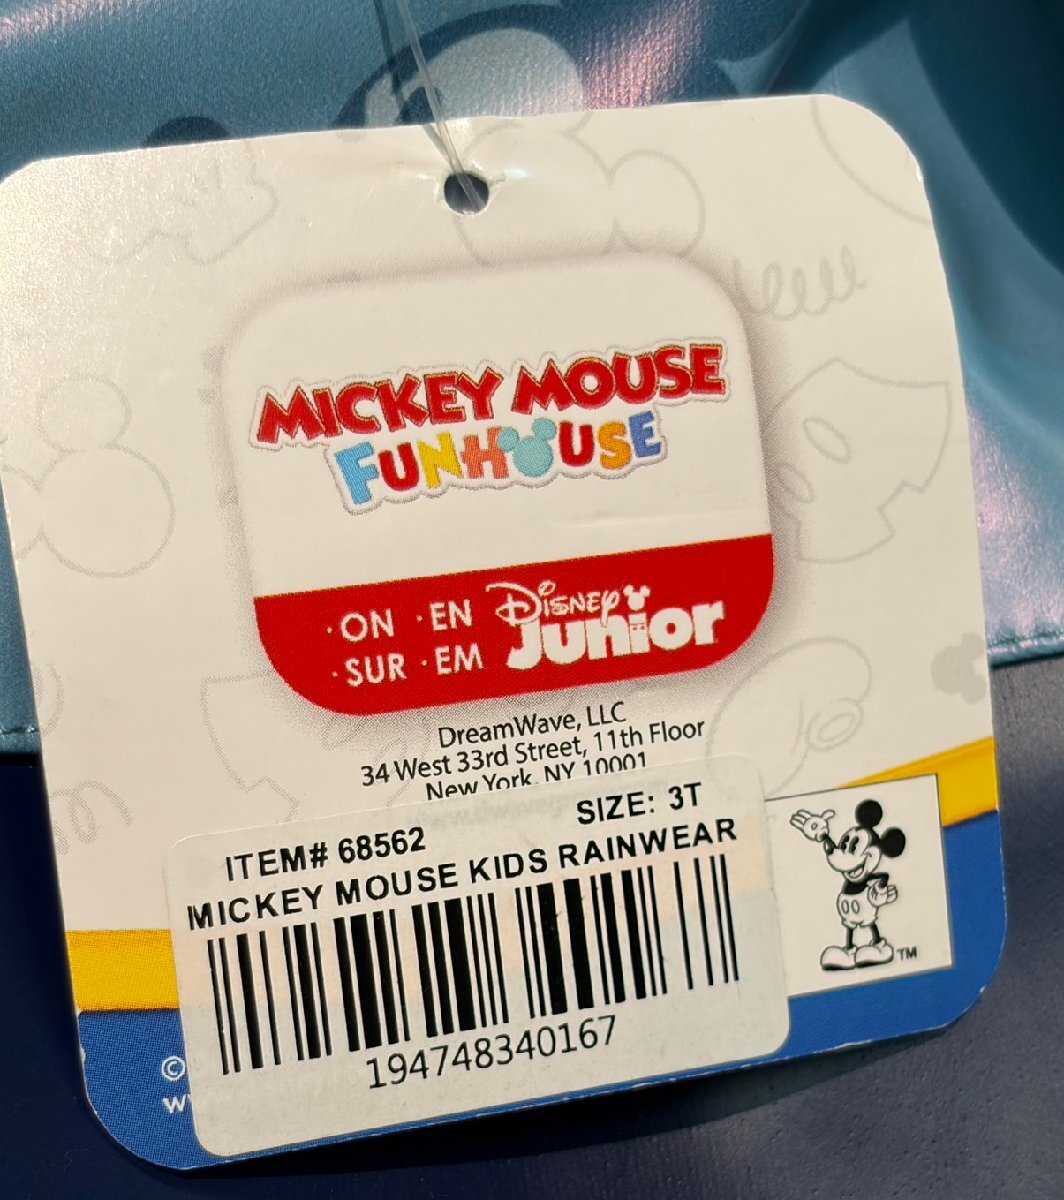 MICKEY MOUSE
FUNHOUSE
· ON · EN
· SUR · EM
Disney
Junior
DreamWave, LLC
34 West 33rd Street, 11th Floor
New York, NY 10001
SIZE: 3T
ITEM# 68562
MICKEY MOUSE KIDS RAINWEAR
194748340167
TM
©